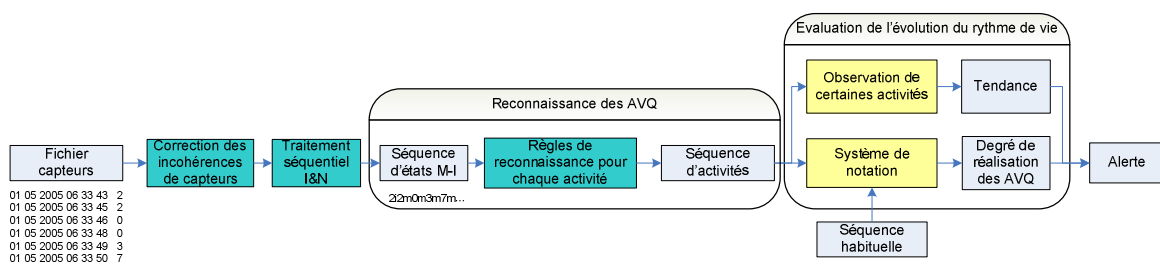 Evaluation de l'évolution du rythme de vie
Observation de
certaines activités
Tendance
Reconnaissance des AVQ
Fichier
capteurs
Correction des
incohérences
de capteurs
Traitement
séquentiel
I&N
Séquence
d'états M-I
Règles de
reconnaissance pour
chaque activité
Séquence
d'activités
Système de
notation
Degré de
réalisation
des AVQ
Alerte
2i2m0m3m7m...
01 05 2005 06 33 43 2
01 05 2005 06 33 45 2
01 05 2005 06 33 46 0
01 05 2005 06 33 48 0
01 05 2005 06 33 49 3
01 05 2005 06 33 50 7
Séquence
habituelle